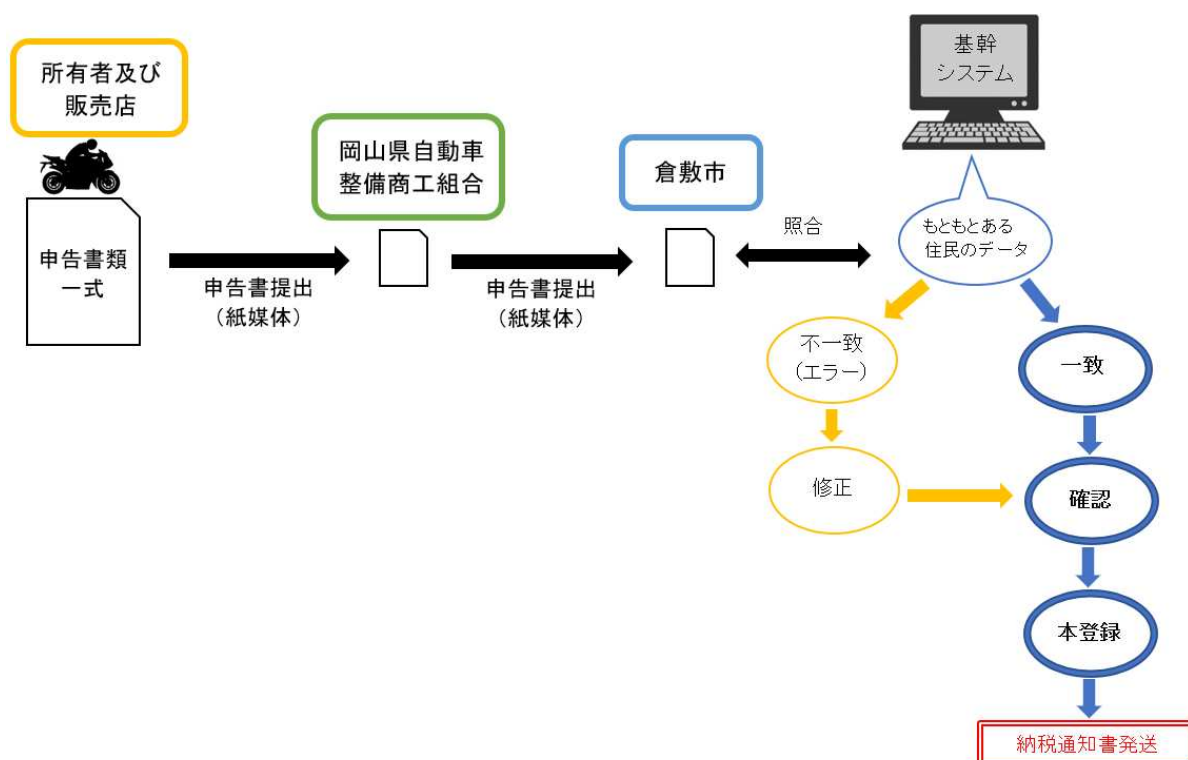 所有者及び
販売店
申告書類
一式
申告書提出
（紙媒体）
岡山県自動車
整備商工組合
申告書提出
（紙媒体）
倉敷市
照合
基幹
システム
もともとある
住民のデータ
不一致
（エラー）
修正
一致
確認
本登録
納税通知書発送